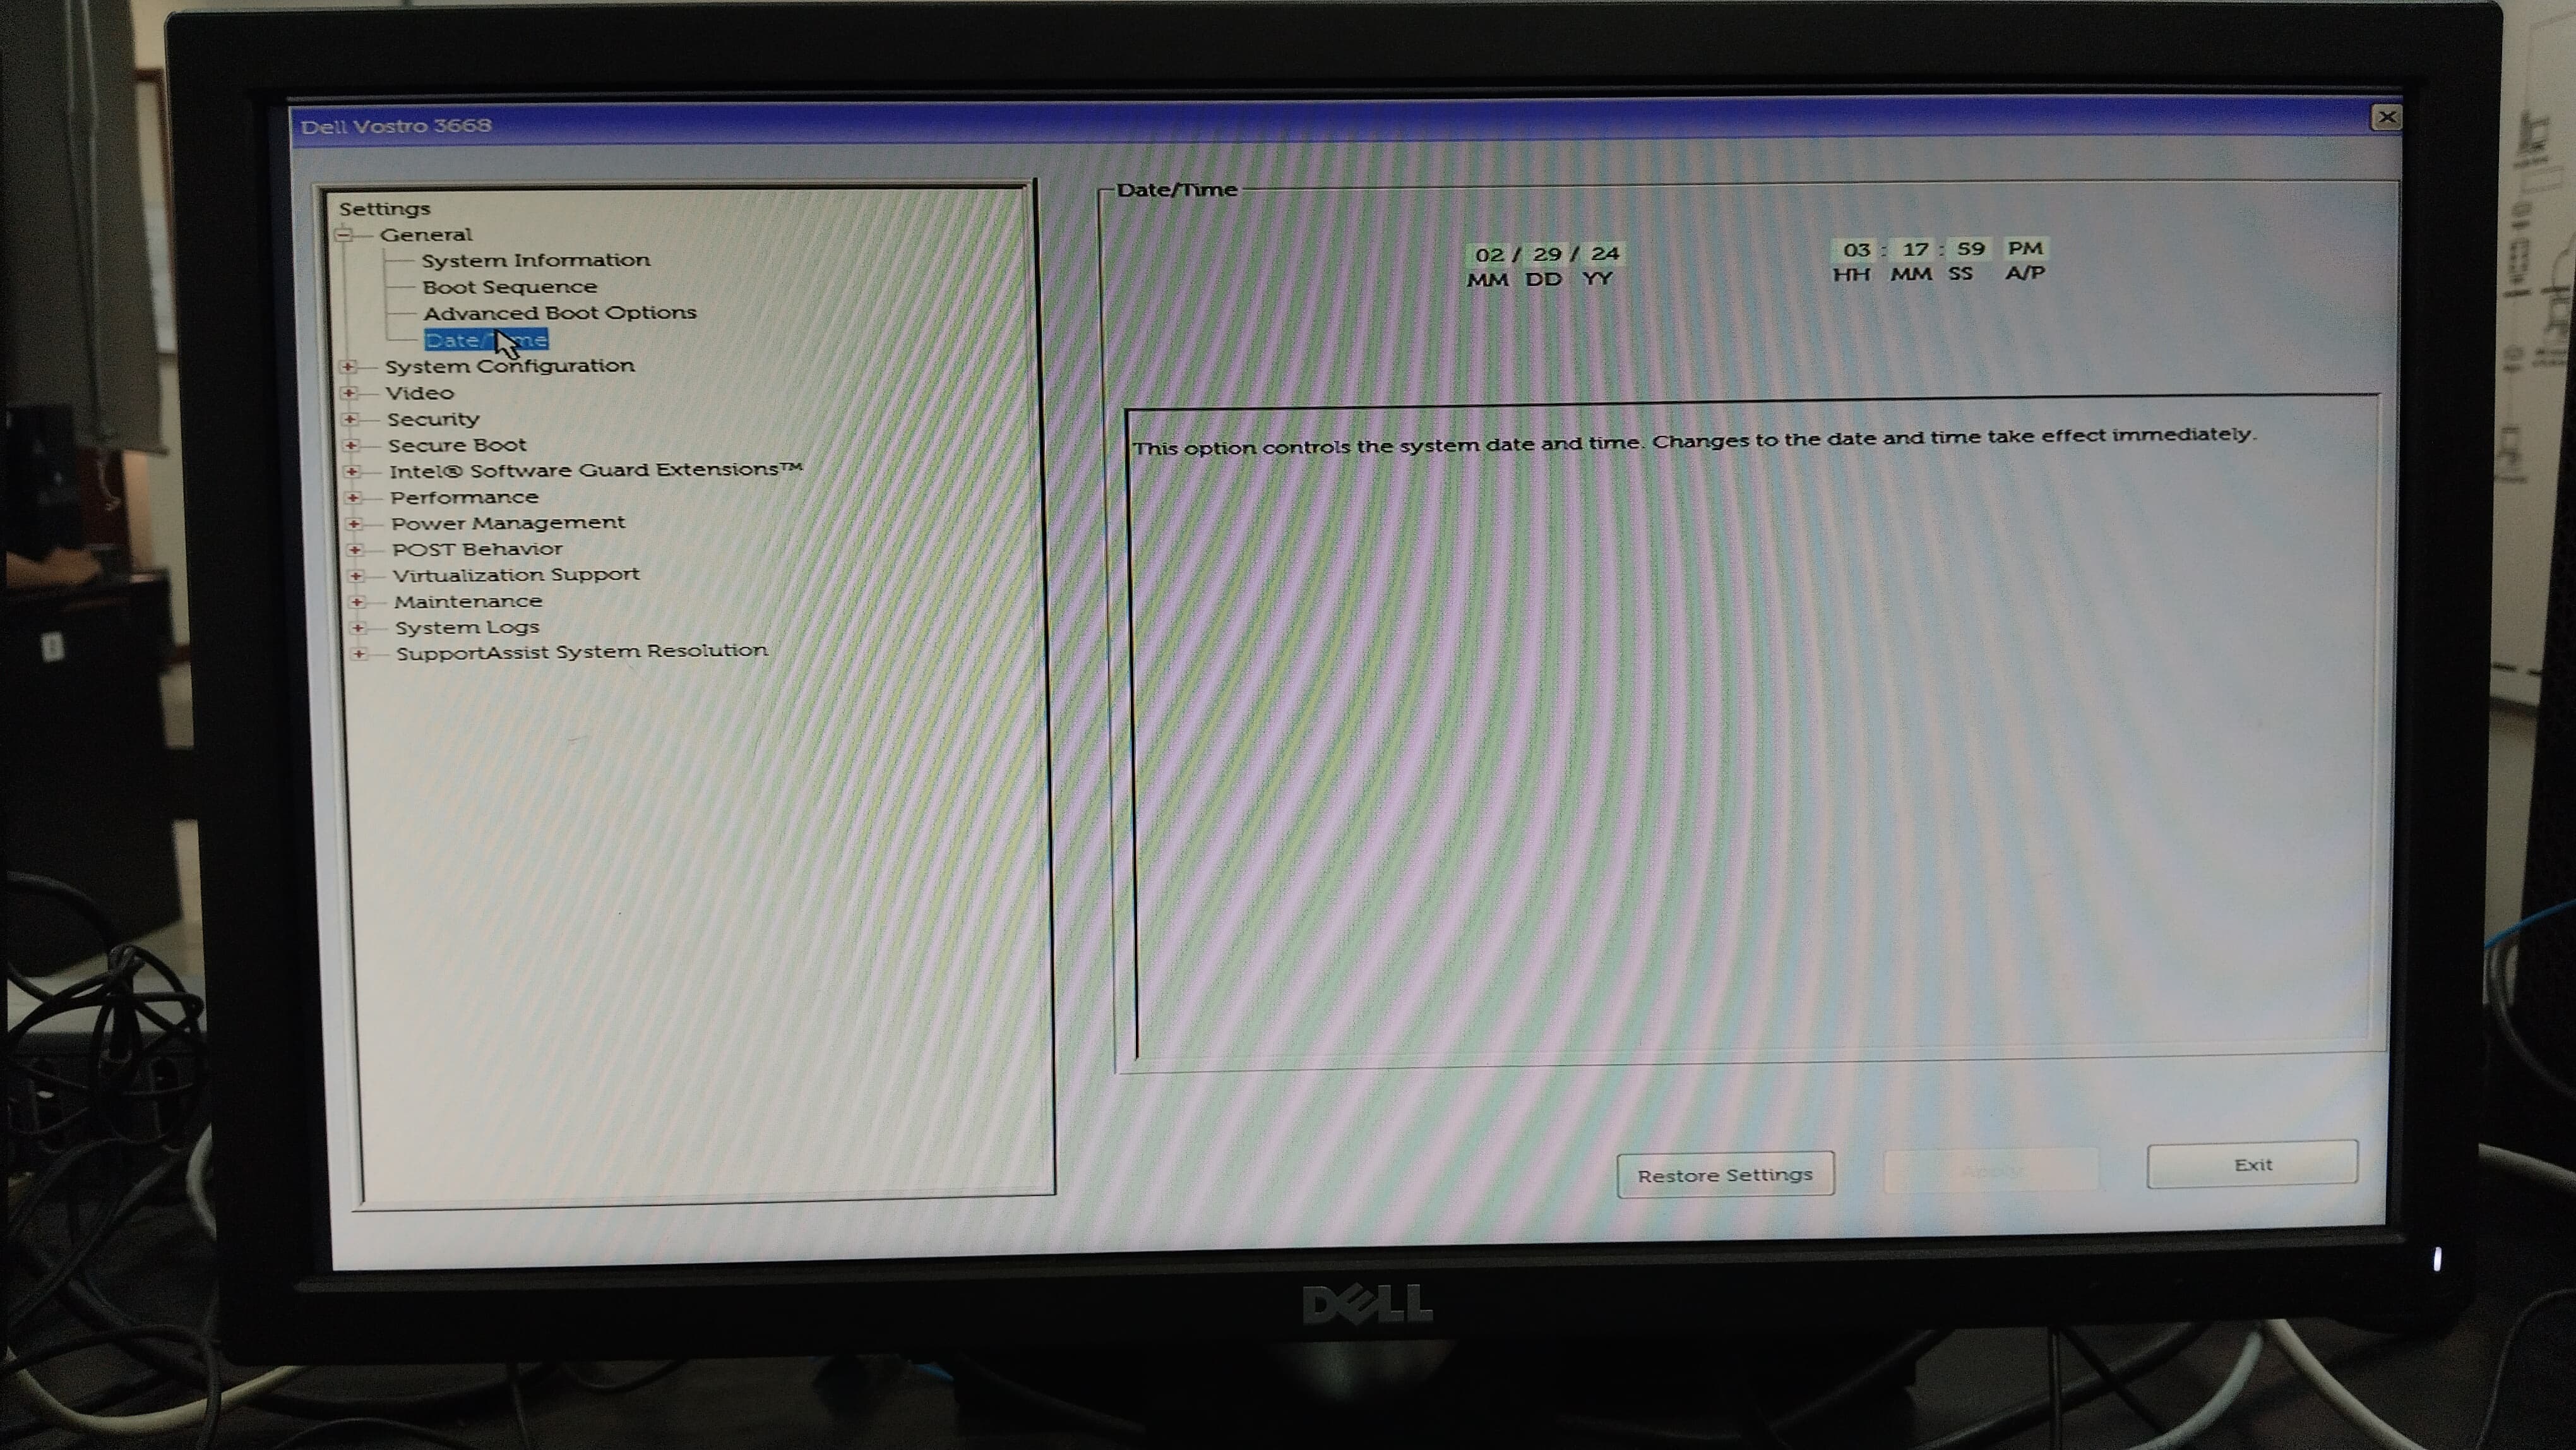 Dell Vostro 3668
Settings
General
System Information
Boot Sequence
Advanced Boot Options
Date/Time
System Configuration
Video
Security
Secure Boot
Intel® Software Guard Extensions™
Performance
Power Management
POST Behavior
Virtualization Support
Maintenance
System Logs
SupportAssist System Resolution
Date/Time
02 / 29 / 24
MM DD YY
03 : 17 : 59 PM
HH MM SS A/P
This option controls the system date and time. Changes to the date and time take effect immediately.
Restore Settings
Exit
DELL